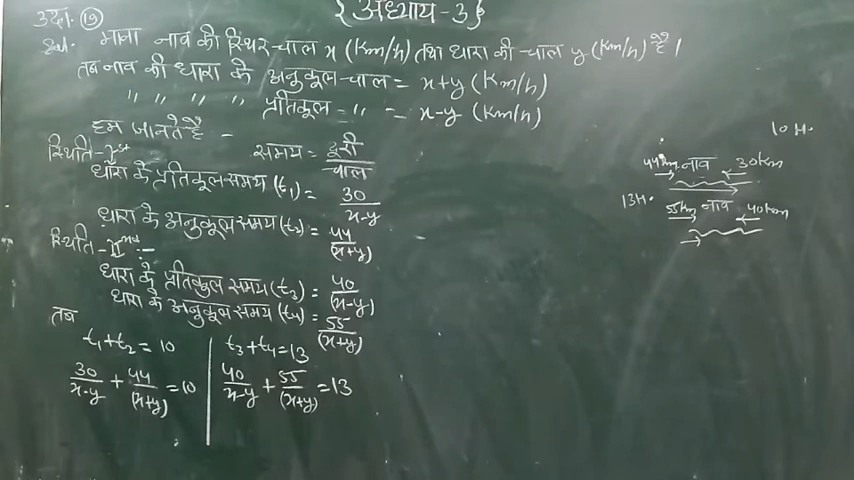 {अध्याय-3}
उदा. 19
Sol. माना नाव की स्थिर चाल x (Km/h) तथा धारा की चाल y (Km/h) है।
तब नाव की धारा के अनुकूल चाल = x+y (Km/h)
" " " " प्रतिकूल " = x-y (Km/h)
हम जानते है -
समय = दूरी / चाल
स्थिति-Ist
धारा के प्रतिकूल समय (t₁) = 30/(x-y)
धारा के अनुकूल समय (t₂) = 44/(x+y)
स्थिति-IInd :-
धारा के प्रतिकूल समय (t₃) = 40/(x-y)
धारा के अनुकूल समय (t₄) = 55/(x+y)
तब
t₁+t₂ = 10 | t₃+t₄ = 13
30/(x-y) + 44/(x+y) = 10 | 40/(x-y) + 55/(x+y) = 13
10 H.
44km नाव 30Km
13H. 55km नाव 40Km